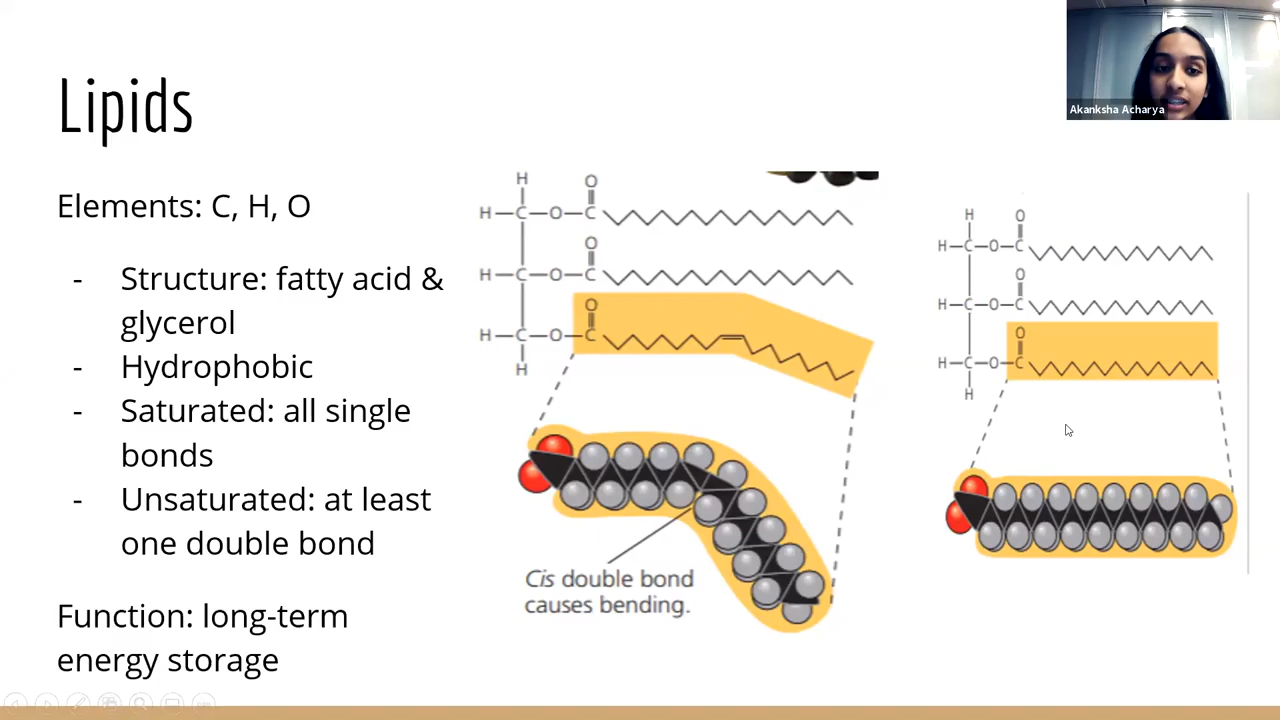 Lipids
Akanksha Acharya
Elements: C, H, O
- Structure: fatty acid &
glycerol
- Hydrophobic
- Saturated: all single
bonds
- Unsaturated: at least
one double bond
Function: long-term
energy storage
H O
H C O C
O
H C O C
O
H C O C
H
Cis double bond
causes bending.
H O
H C O C
O
H C O C
O
H C O C
H